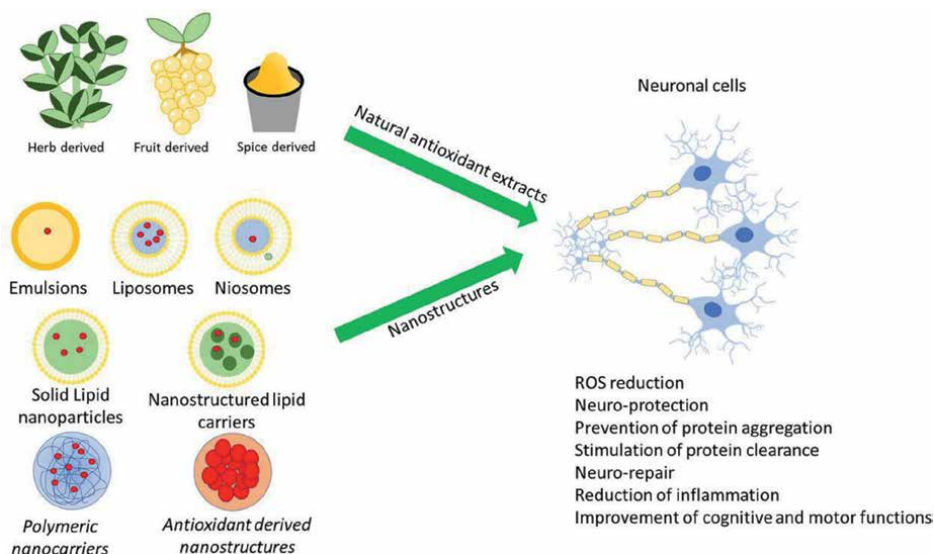 Herb derived
Fruit derived
Spice derived
Natural antioxidant extracts
Neuronal cells
Emulsions
Liposomes
Niosomes
Nanostructures
Solid Lipid
nanoparticles
Nanostructured lipid
carriers
Polymeric
nanocarriers
Antioxidant derived
nanostructures
ROS reduction
Neuro-protection
Prevention of protein aggregation
Stimulation of protein clearance
Neuro-repair
Reduction of inflammation
Improvement of cognitive and motor functions